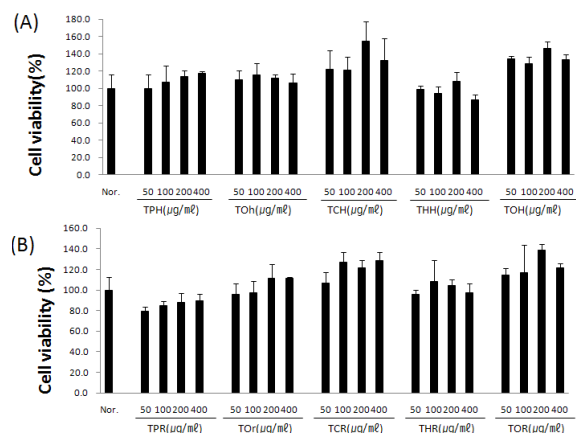 (A)
Cell viability(%)
180.0
160.0
140.0
120.0
100.0
80.0
60.0
40.0
20.0
0.0
Nor. 50 100 200 400 50 100 200 400 50 100 200 400 50 100 200 400 50 100 200 400
TPH(µg/㎖) TOh(µg/㎖) TCH(µg/㎖) THH(µg/㎖) TOH(µg/㎖)
(B)
Cell viability (%)
160.0
140.0
120.0
100.0
80.0
60.0
40.0
20.0
0.0
Nor. 50 100 200 400 50 100 200 400 50 100 200 400 50 100 200 400 50 100 200 400
TPR(µg/㎖) TOr(µg/㎖) TCR(µg/㎖) THR(µg/㎖) TOR(µg/㎖)